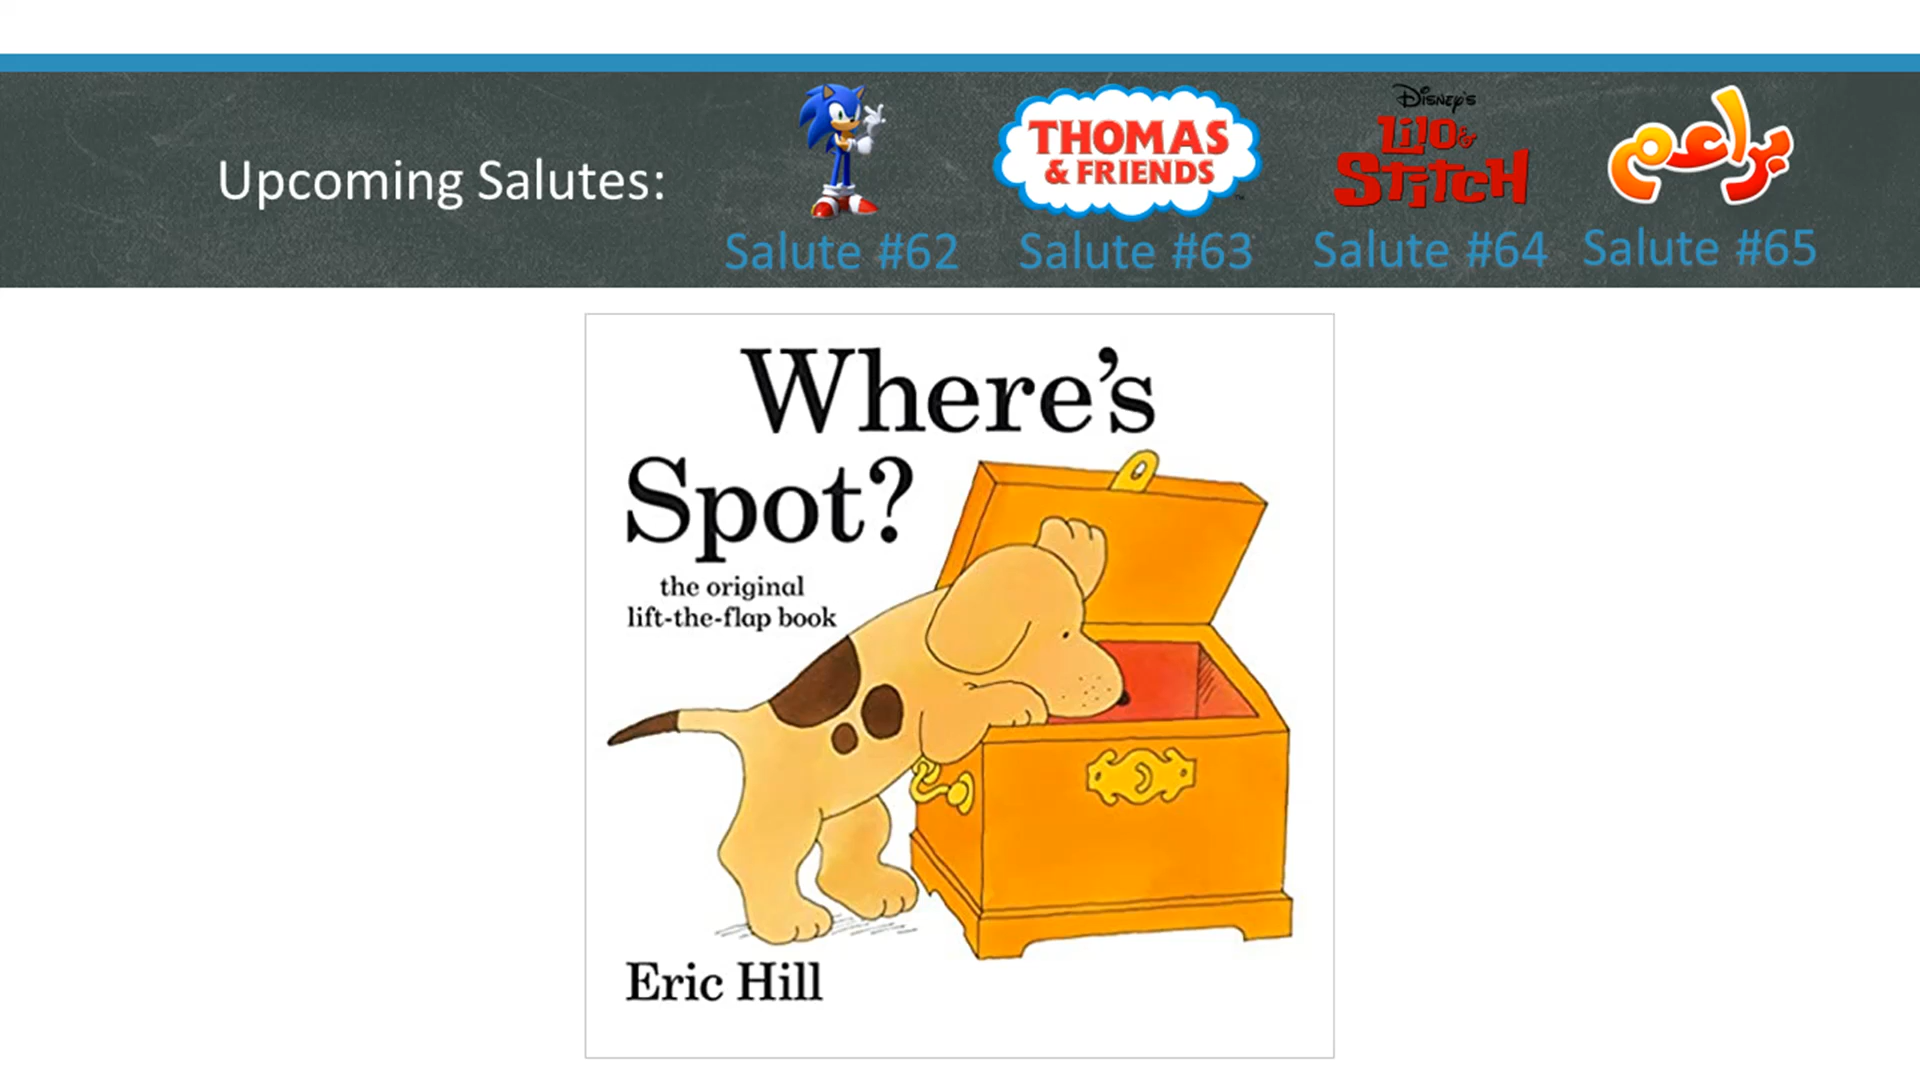 Upcoming Salutes:
DISNEY'S
THOMAS
& FRIENDS
LILO &
STITCH
براعم
™
Salute #62
Salute #63
Salute #64
Salute #65
Where's
Spot?
the original
lift-the-flap book
Eric Hill